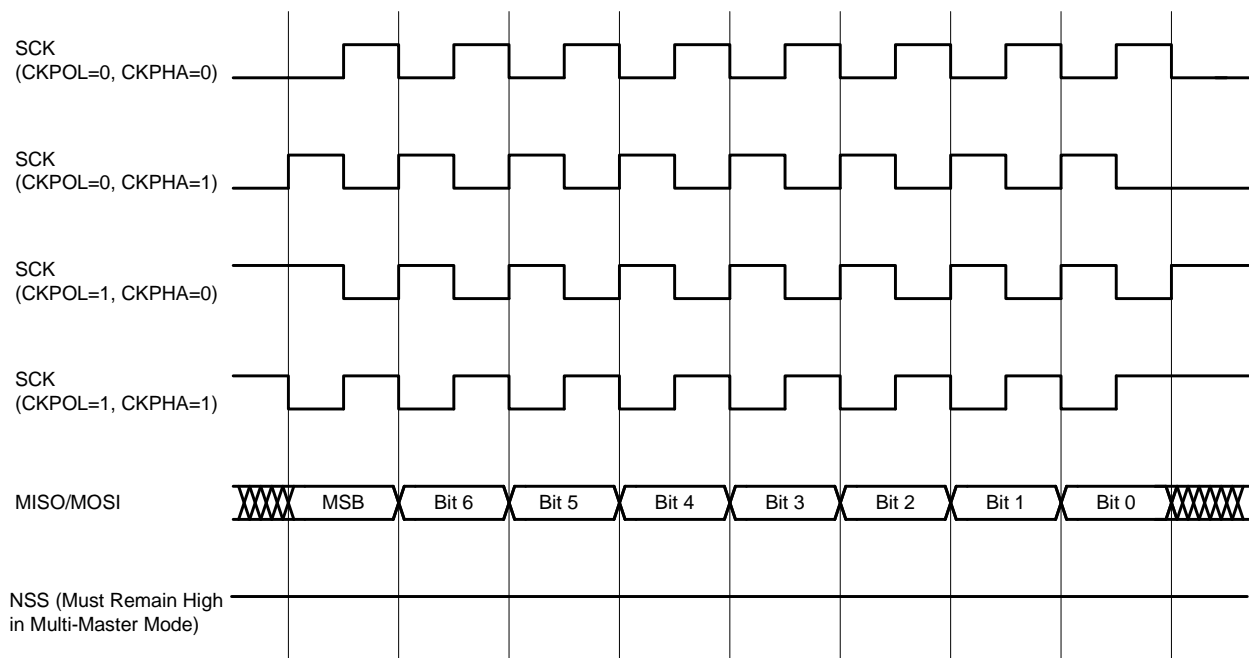 SCK
(CKPOL=0, CKPHA=0)
SCK
(CKPOL=0, CKPHA=1)
SCK
(CKPOL=1, CKPHA=0)
SCK
(CKPOL=1, CKPHA=1)
MISO/MOSI
MSB Bit 6 Bit 5 Bit 4 Bit 3 Bit 2 Bit 1 Bit 0
NSS (Must Remain High
in Multi-Master Mode)